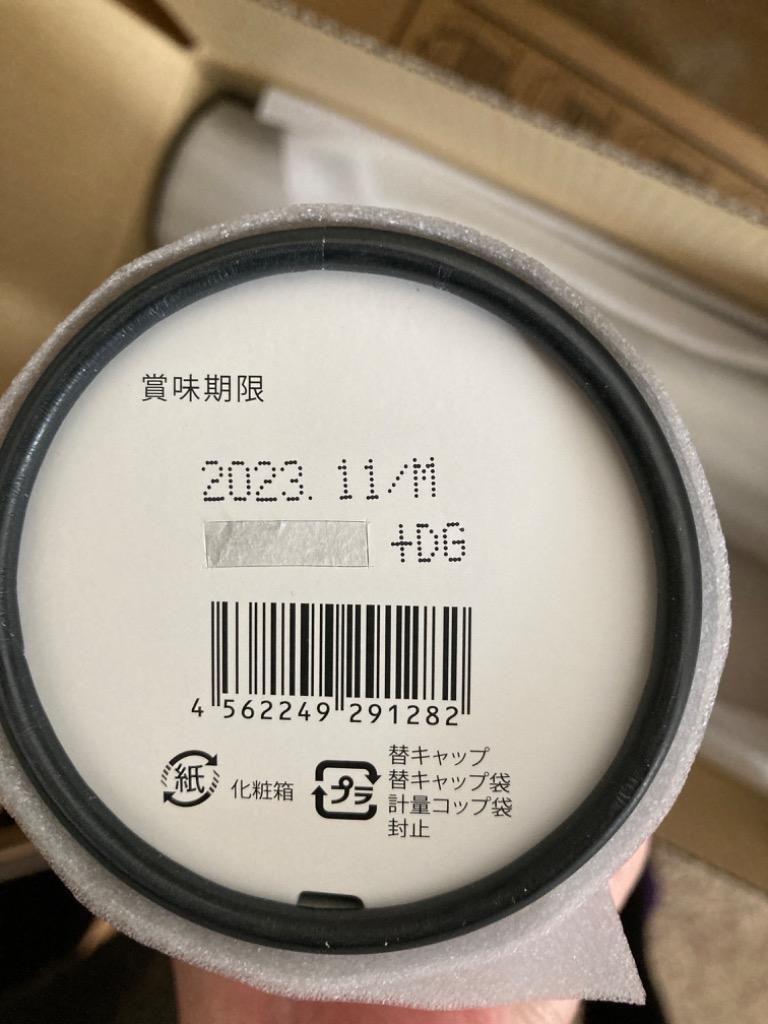 賞味期限
2023.11/M
+DG
4 562249 291282
紙 化粧箱
プラ 替キャップ
替キャップ袋
計量コップ袋
封止